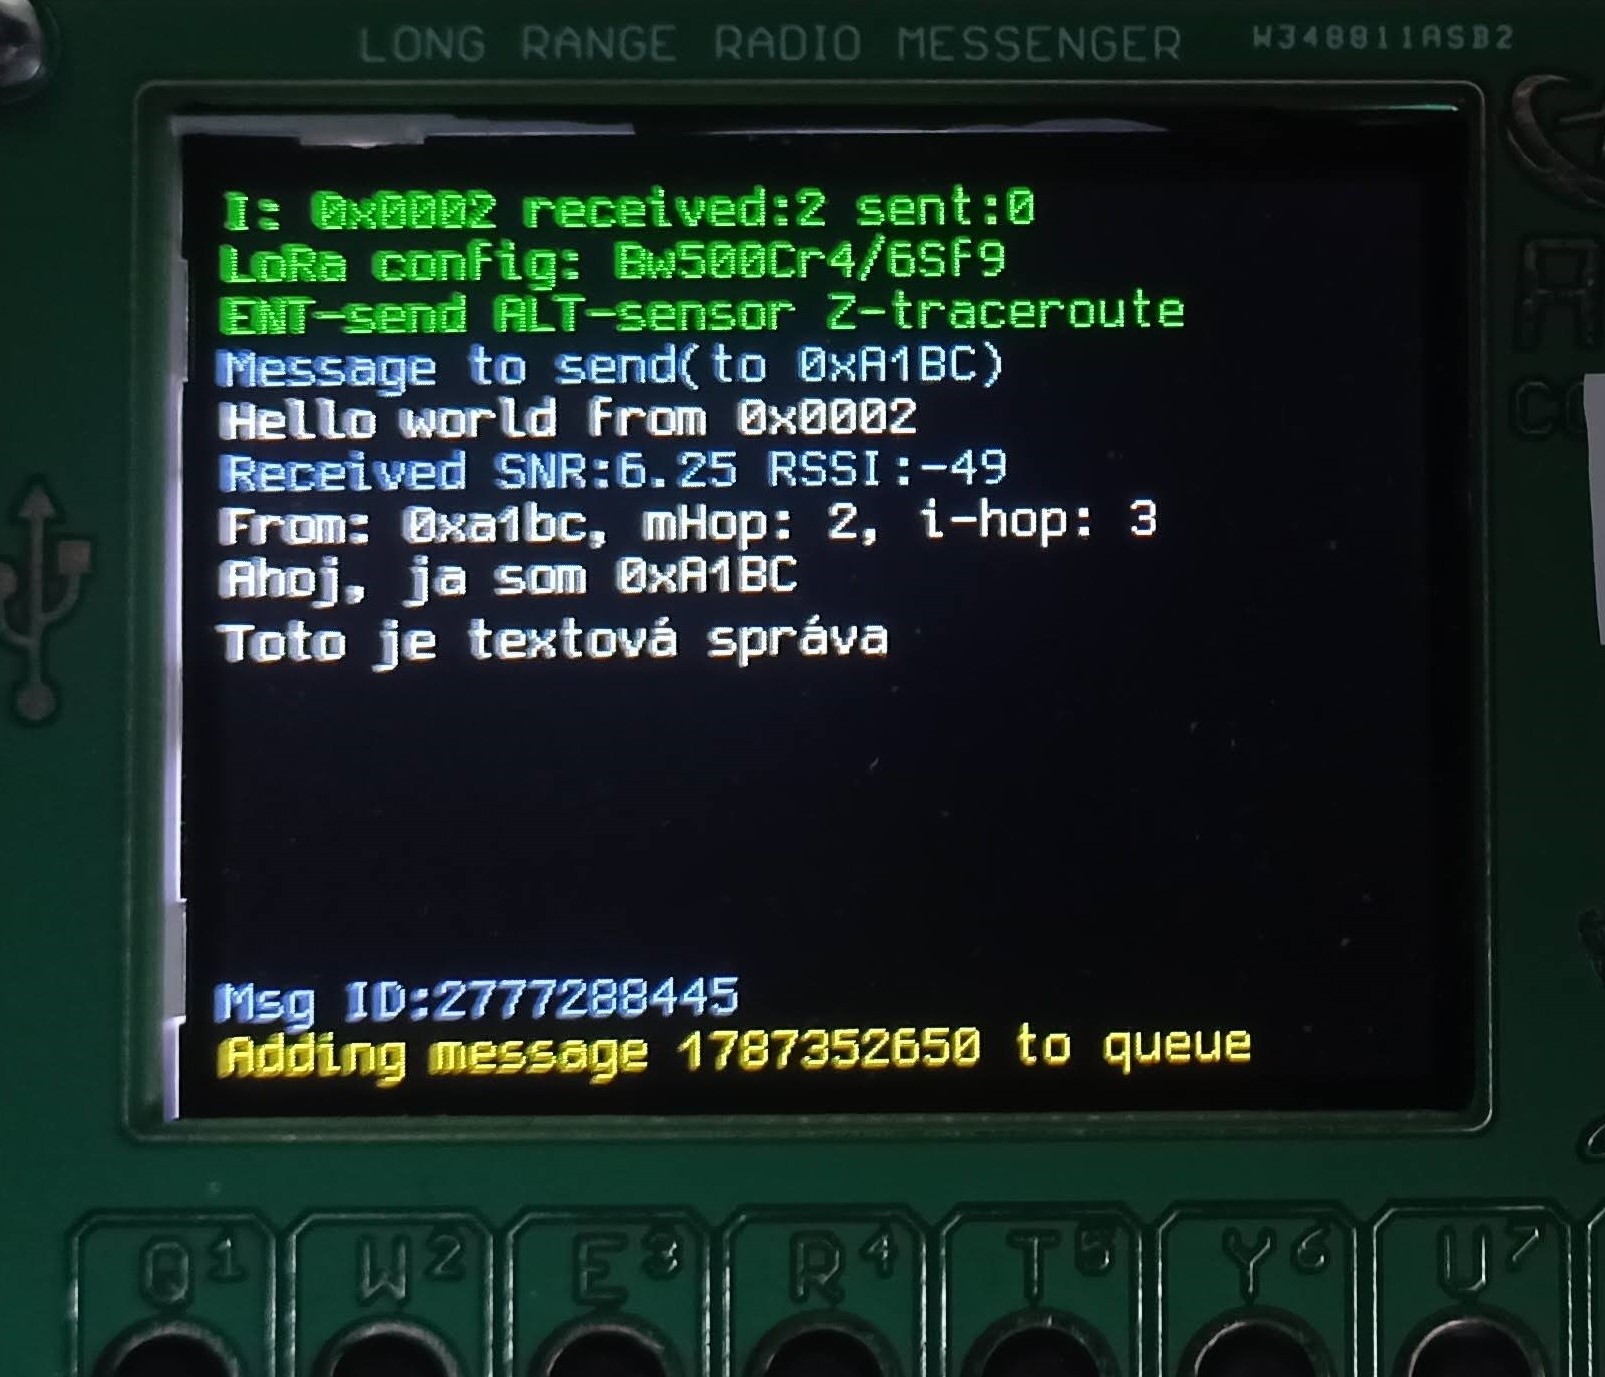 LONG RANGE RADIO MESSENGER W348811ASB2
I: 0x0002 received:2 sent:0
LoRa config: Bw500Cr4/6Sf9
ENT-send ALT-sensor Z-traceroute
Message to send(to 0xA1BC)
Hello world from 0x0002
Received SNR:6.25 RSSI:-49
From: 0xa1bc, mHop: 2, i-hop: 3
Ahoj, ja som 0xA1BC
Toto je textová správa
Msg ID:2777288445
Adding message 1787352650 to queue
Q1 W2 E3 R4 T5 Y6 U7